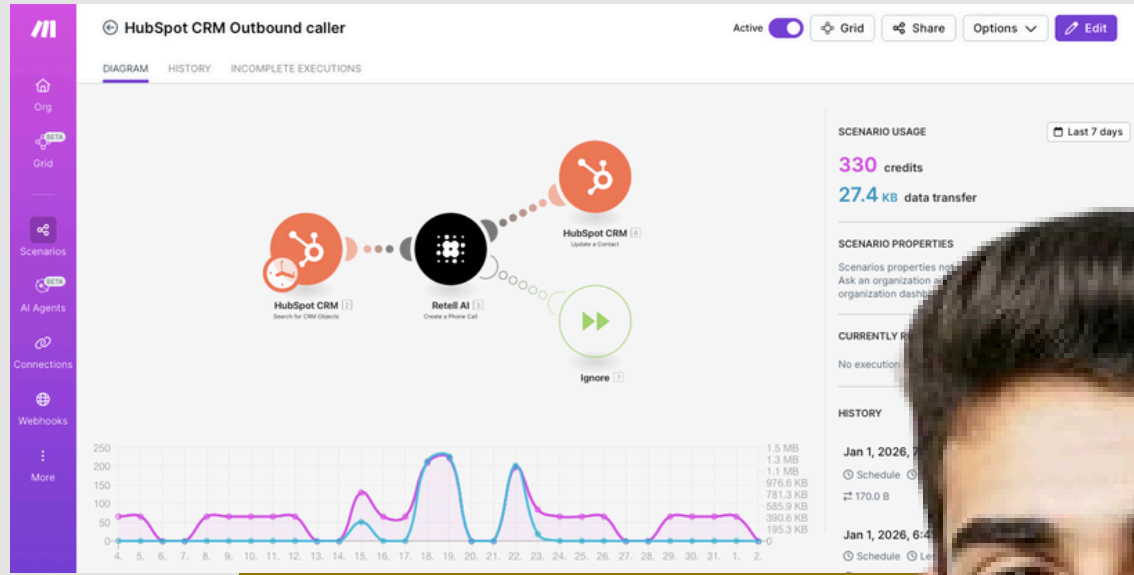 HubSpot CRM Outbound caller
Active
Grid
Share
Options
Edit
DIAGRAM HISTORY INCOMPLETE EXECUTIONS
Org
BETA
Grid
Scenarios
BETA
AI Agents
Connections
Webhooks
More
HubSpot CRM 2
Search for CRM Objects
Retell AI 3
Create a Phone Call
HubSpot CRM 6
Update a Contact
Ignore 7
SCENARIO USAGE
Last 7 days
330 credits
27.4 KB data transfer
SCENARIO PROPERTIES
Scenarios properties
Ask an organization
organization
CURRENTLY
No execution
HISTORY
Jan 1, 2026,
Schedule
170.0 B
Jan 1, 2026,
Schedule
250
200
150
100
50
0
1.5 MB
1.3 MB
1.1 MB
976.6 KB
781.3 KB
585.9 KB
390.6 KB
195.3 KB
0
4. 5. 6. 7. 8. 9. 10. 11. 12. 13. 14. 15. 16. 17. 18. 19. 20. 21. 22. 23. 24. 25. 26. 27. 28. 29. 30. 31. 1. 2.